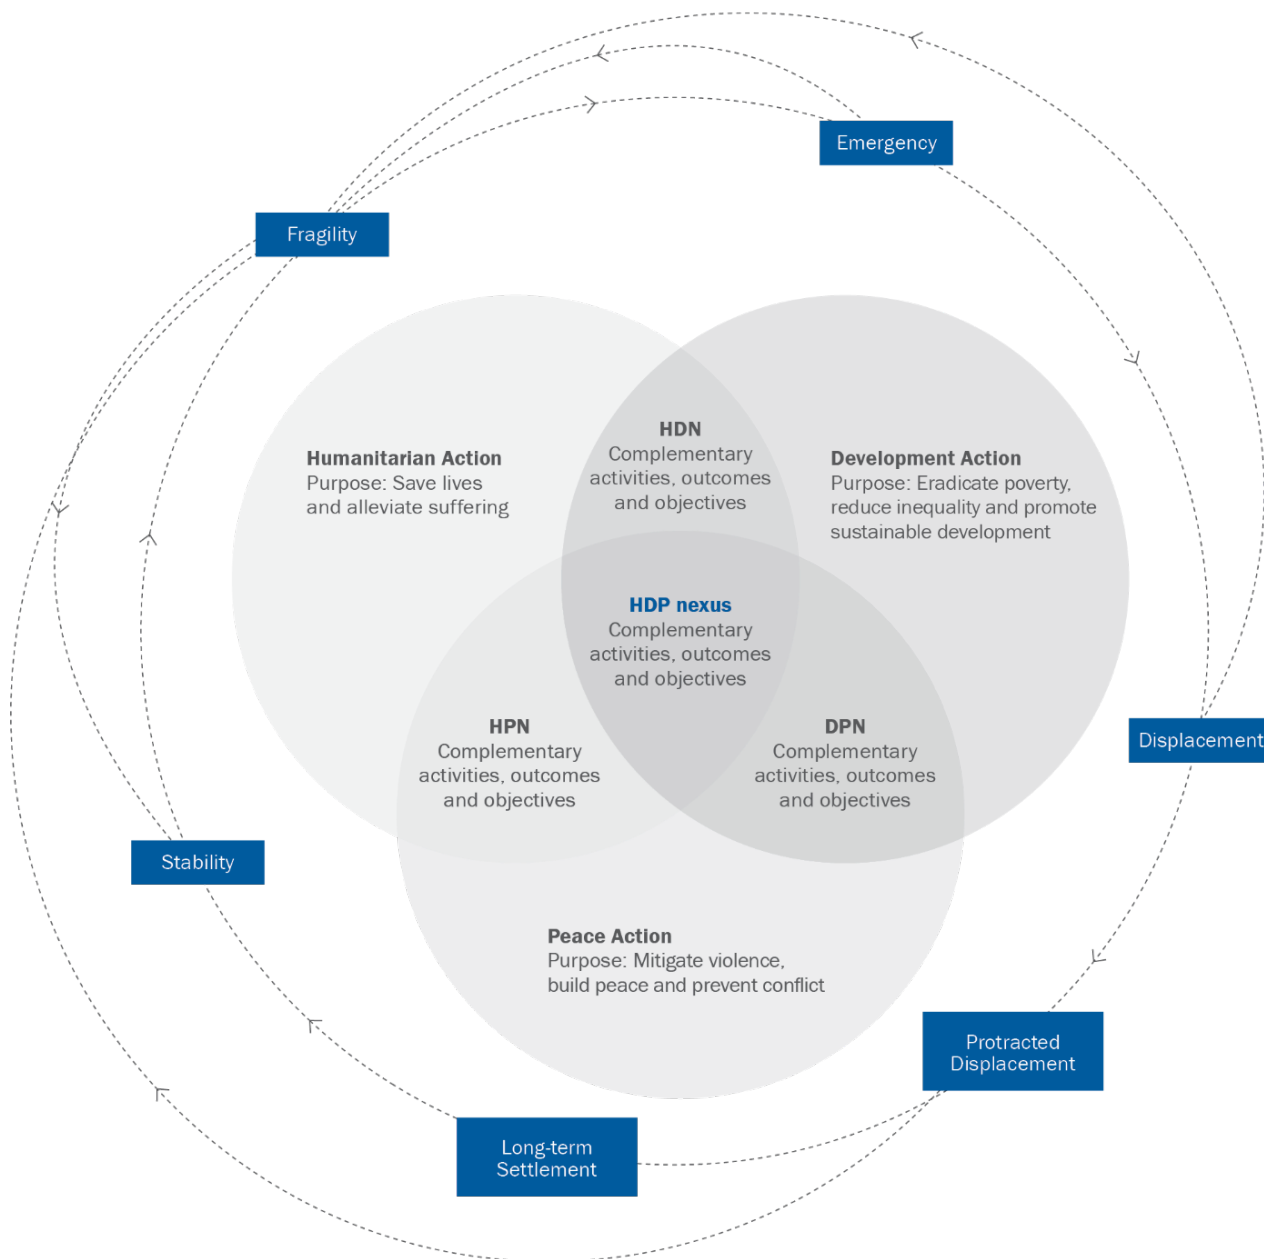 Emergency
Fragility
HDN
Complementary
activities, outcomes
and objectives
Humanitarian Action
Purpose: Save lives
and alleviate suffering
Development Action
Purpose: Eradicate poverty,
reduce inequality and promote
sustainable development
HDP nexus
Complementary
activities, outcomes
and objectives
HPN
Complementary
activities, outcomes
and objectives
DPN
Complementary
activities, outcomes
and objectives
Displacement
Stability
Peace Action
Purpose: Mitigate violence,
build peace and prevent conflict
Protracted
Displacement
Long-term
Settlement